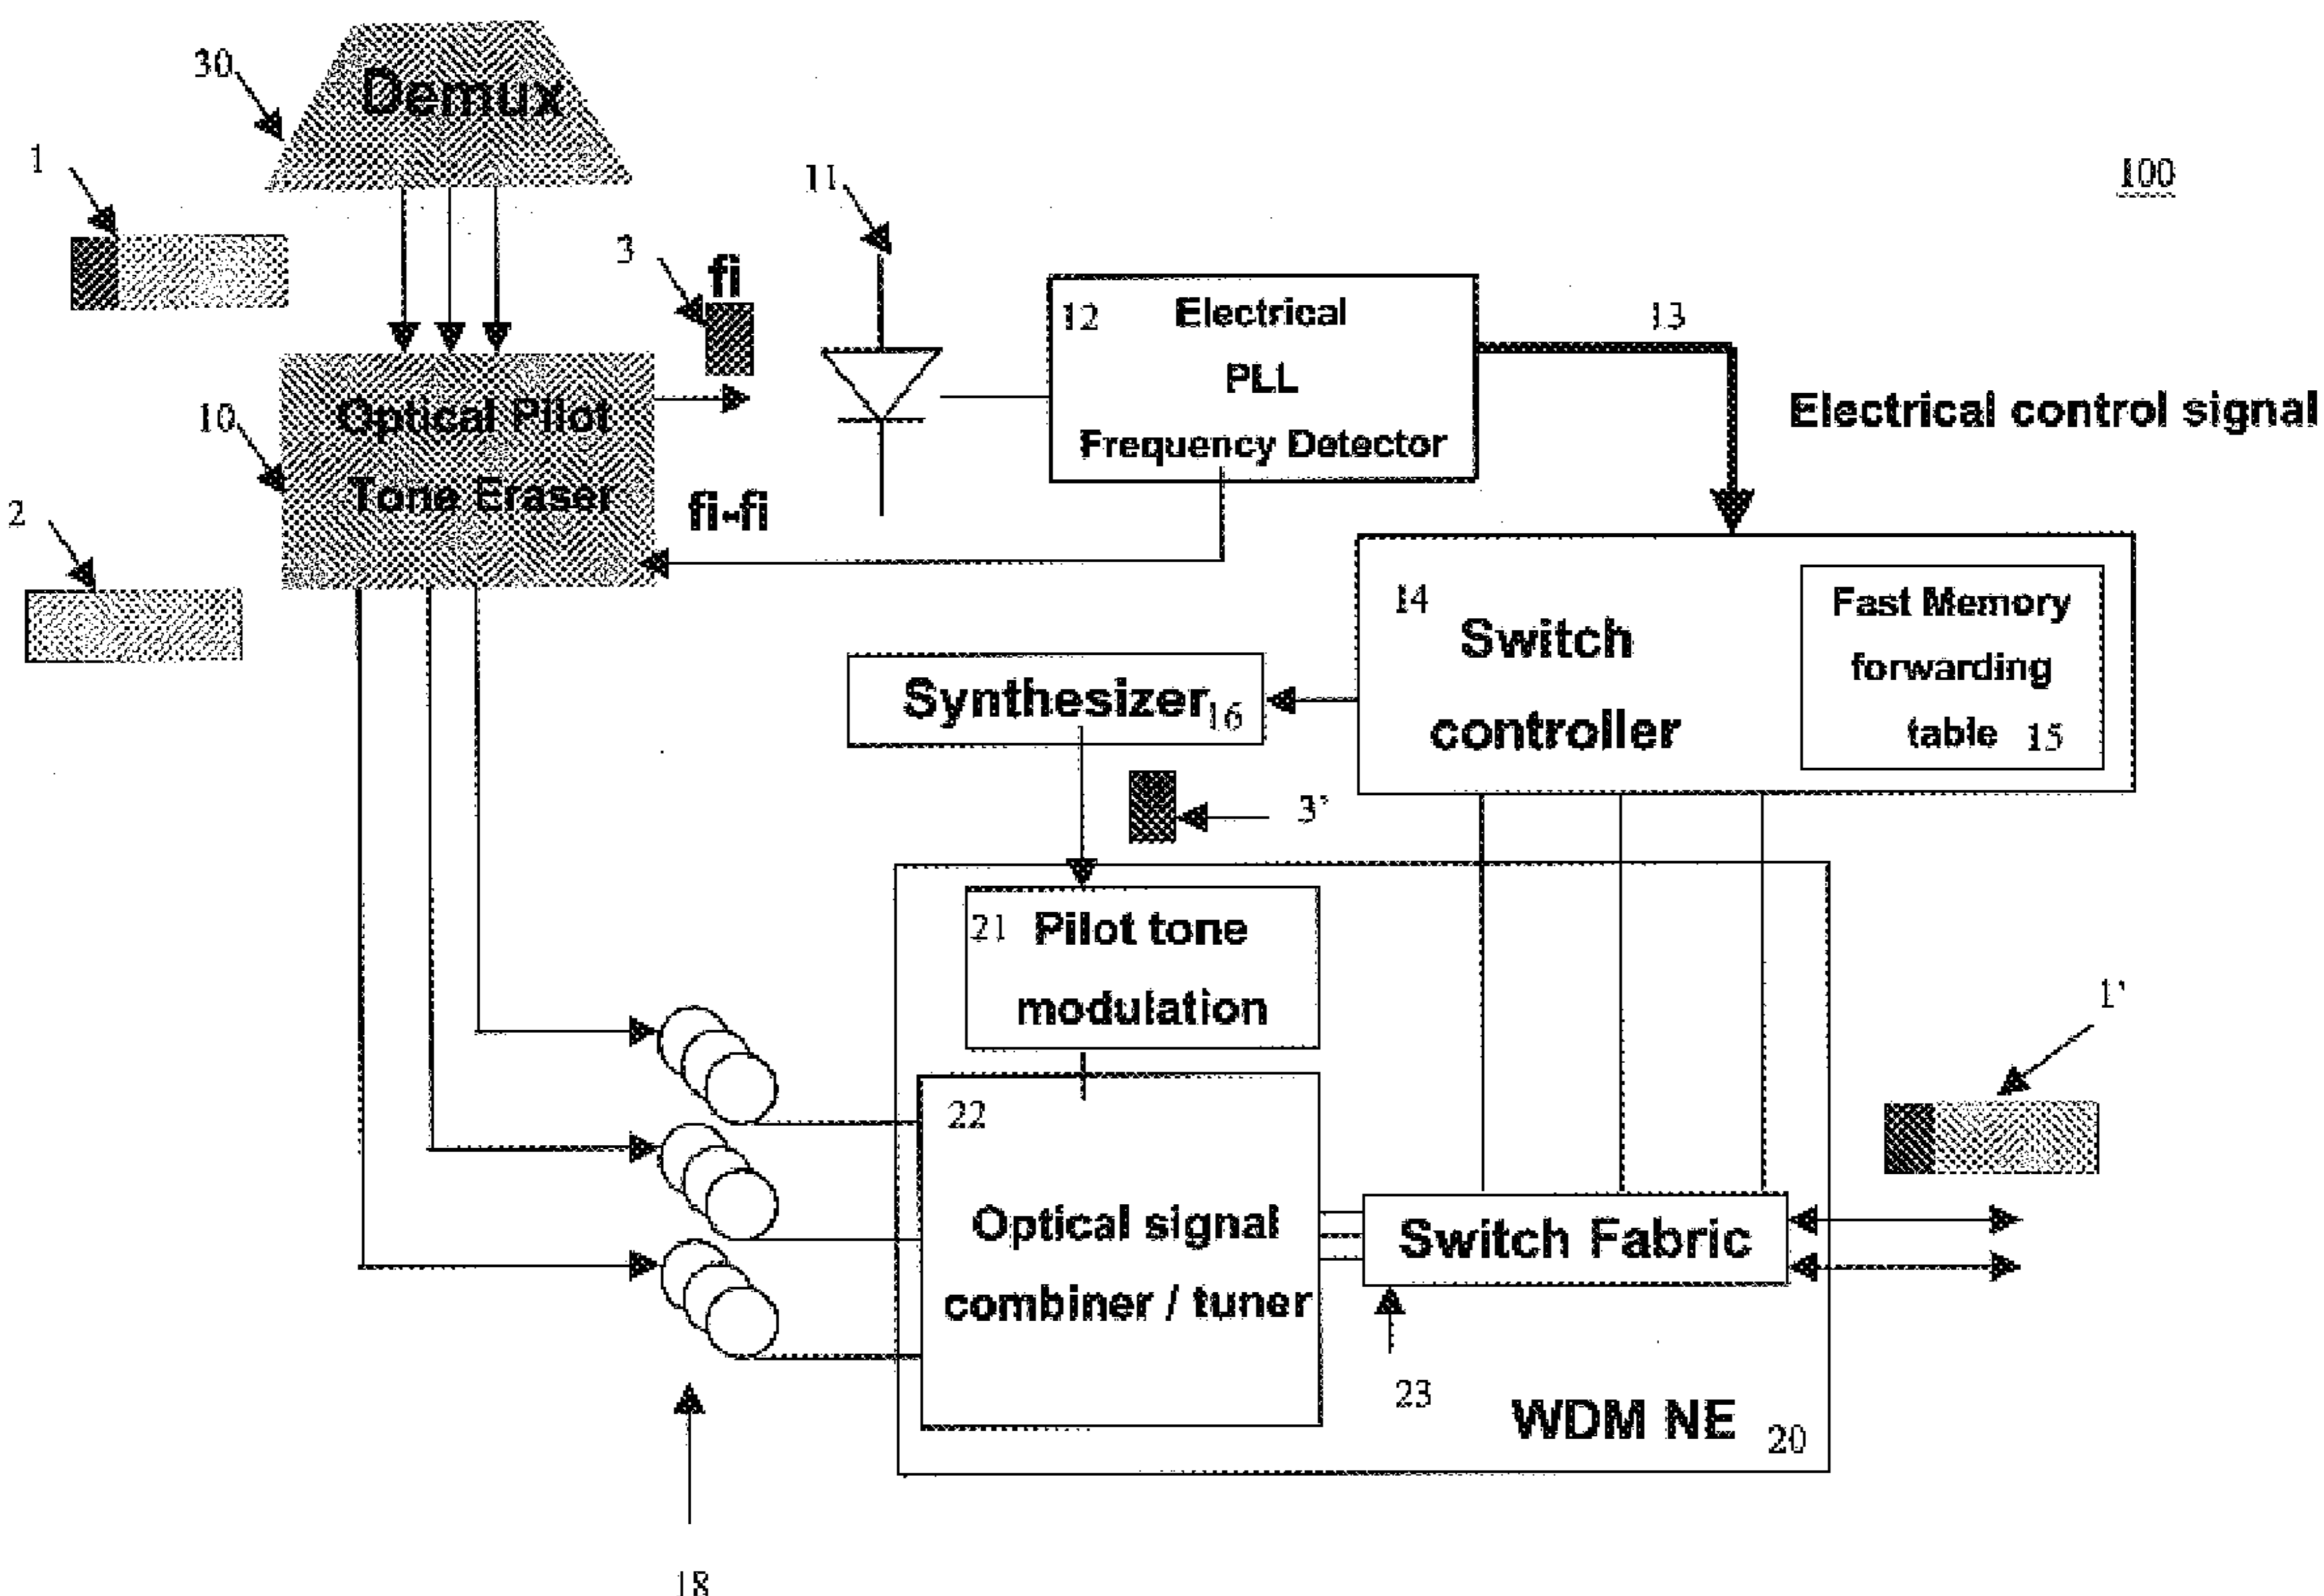 30
Demux
1
11
100
3
fi
12
Electrical
PLL
Frequency Detector
13
Electrical control signal
10
Optical Pilot
Tone Eraser
fi-fi
2
14
Switch
controller
Fast Memory
forwarding
table 15
Synthesizer 16
3'
21 Pilot tone
modulation
1'
22
Optical signal
combiner / tuner
Switch Fabric
23
WDM NE 20
18